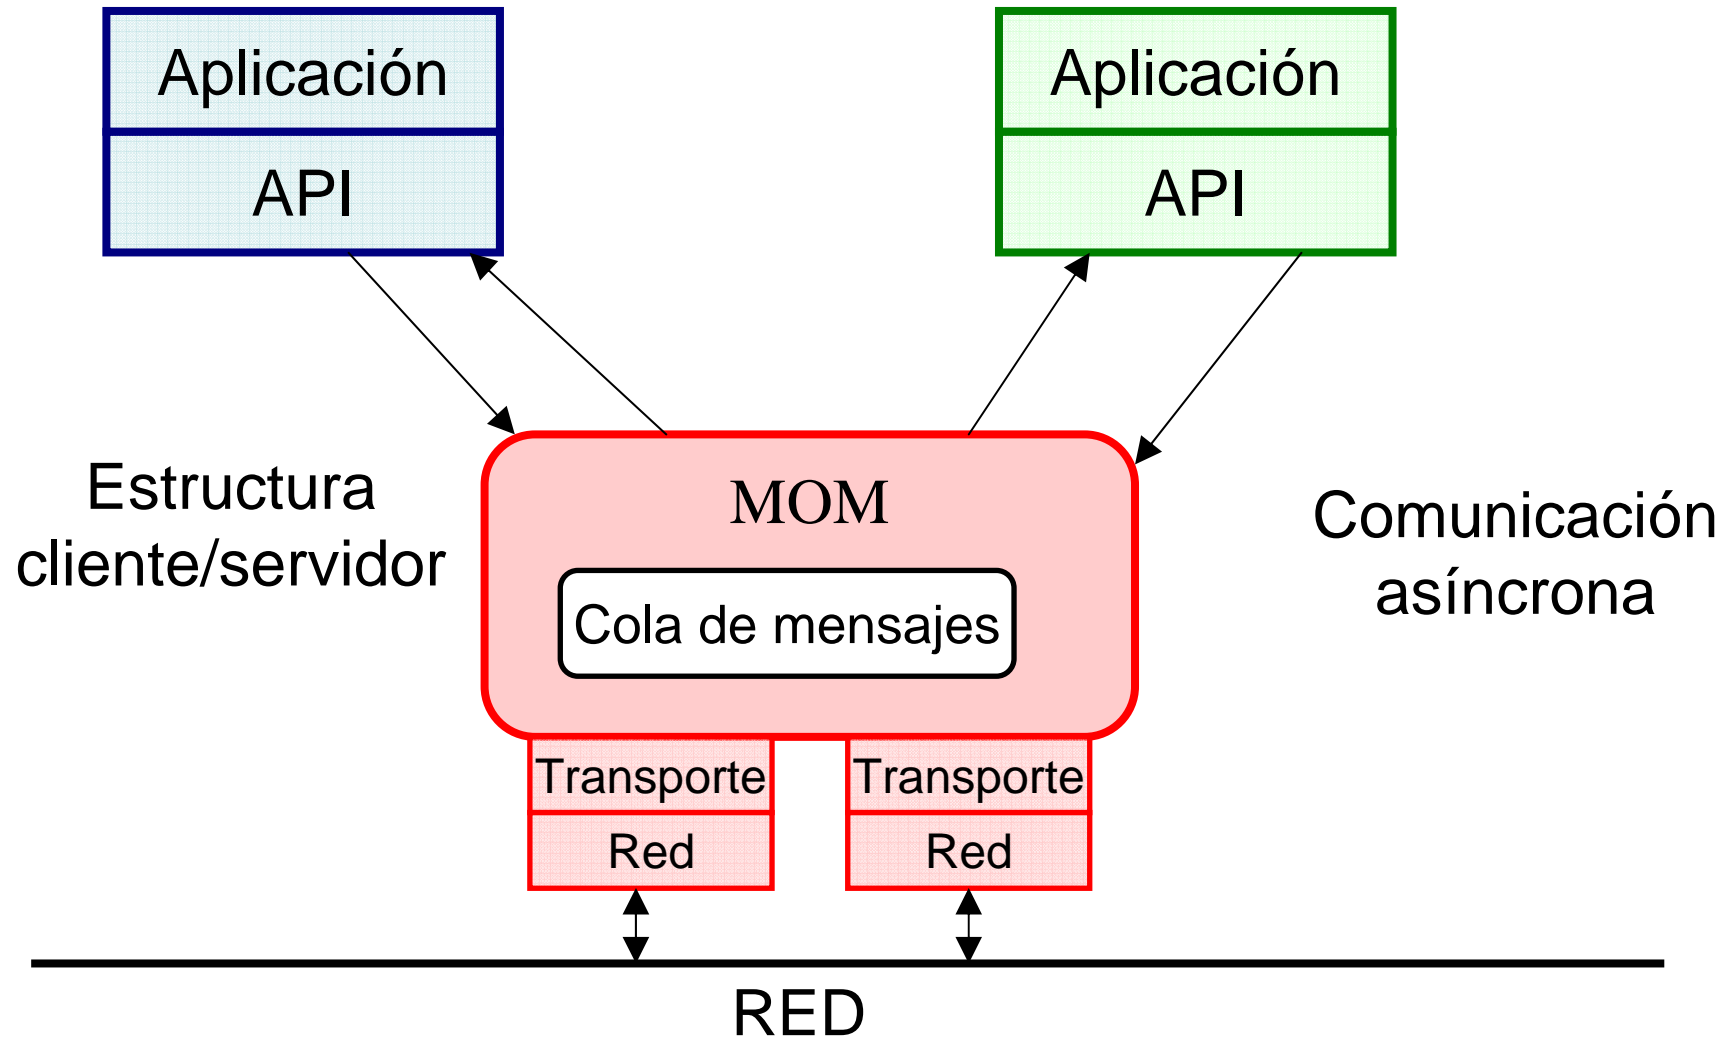 Aplicación
API
Aplicación
API
Estructura
cliente/servidor
MOM
Cola de mensajes
Comunicación
asíncrona
Transporte
Red
Transporte
Red
RED